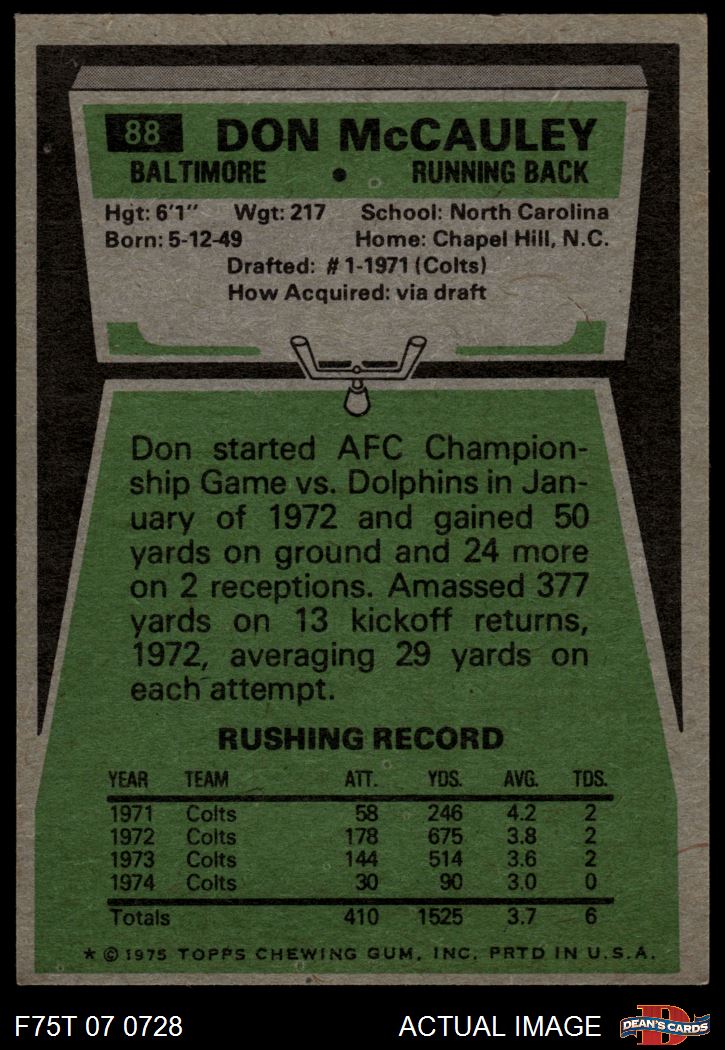 88 DON McCAULEY
BALTIMORE • RUNNING BACK
Hgt: 6'1" Wgt: 217 School: North Carolina
Born: 5-12-49 Home: Chapel Hill, N.C.
Drafted: #1-1971 (Colts)
How Acquired: via draft
Don started AFC Champion-
ship Game vs. Dolphins in Jan-
uary of 1972 and gained 50
yards on ground and 24 more
on 2 receptions. Amassed 377
yards on 13 kickoff returns,
1972, averaging 29 yards on
each attempt.
RUSHING RECORD
YEAR TEAM ATT. YDS. AVG. TDS.
1971 Colts 58 246 4.2 2
1972 Colts 178 675 3.8 2
1973 Colts 144 514 3.6 2
1974 Colts 30 90 3.0 0
Totals 410 1525 3.7 6
* © 1975 TOPPS CHEWING GUM, INC. PRTD IN U.S.A.
F75T 07 0728 ACTUAL IMAGE D DEAN'S CARDS